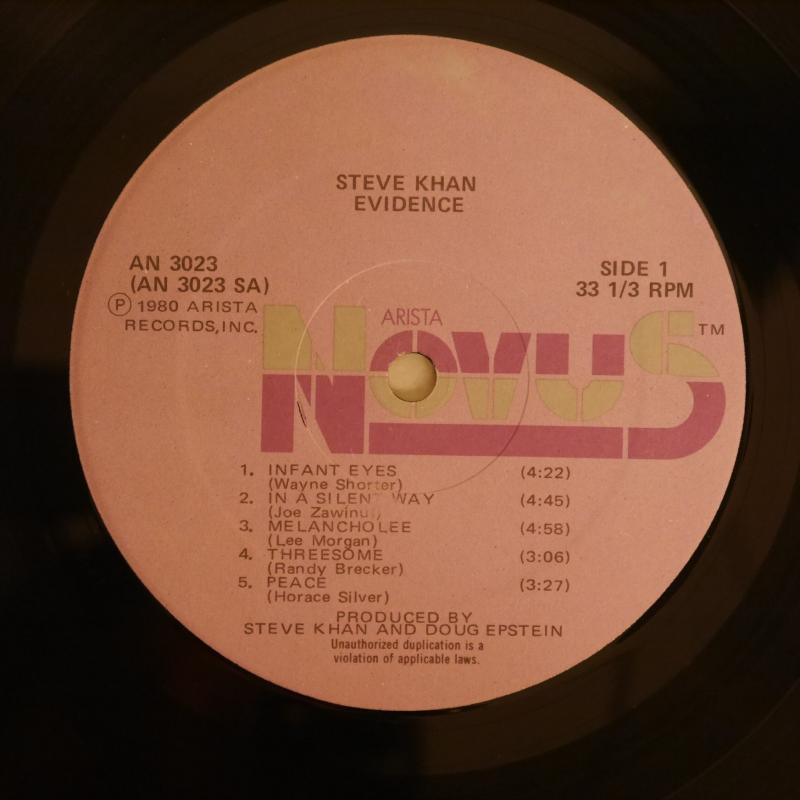 STEVE KHAN
EVIDENCE
AN 3023
(AN 3023 SA)
Ⓟ 1980 ARISTA
RECORDS,INC.
SIDE 1
33 1/3 RPM
ARISTA
NOVUS™
1. INFANT EYES (4:22)
(Wayne Shorter)
2. IN A SILENT WAY (4:45)
(Joe Zawinul)
3. MELANCHOLEE (4:58)
(Lee Morgan)
4. THREESOME (3:06)
(Randy Brecker)
5. PEACE (3:27)
(Horace Silver)
PRODUCED BY
STEVE KHAN AND DOUG EPSTEIN
Unauthorized duplication is a
violation of applicable laws.